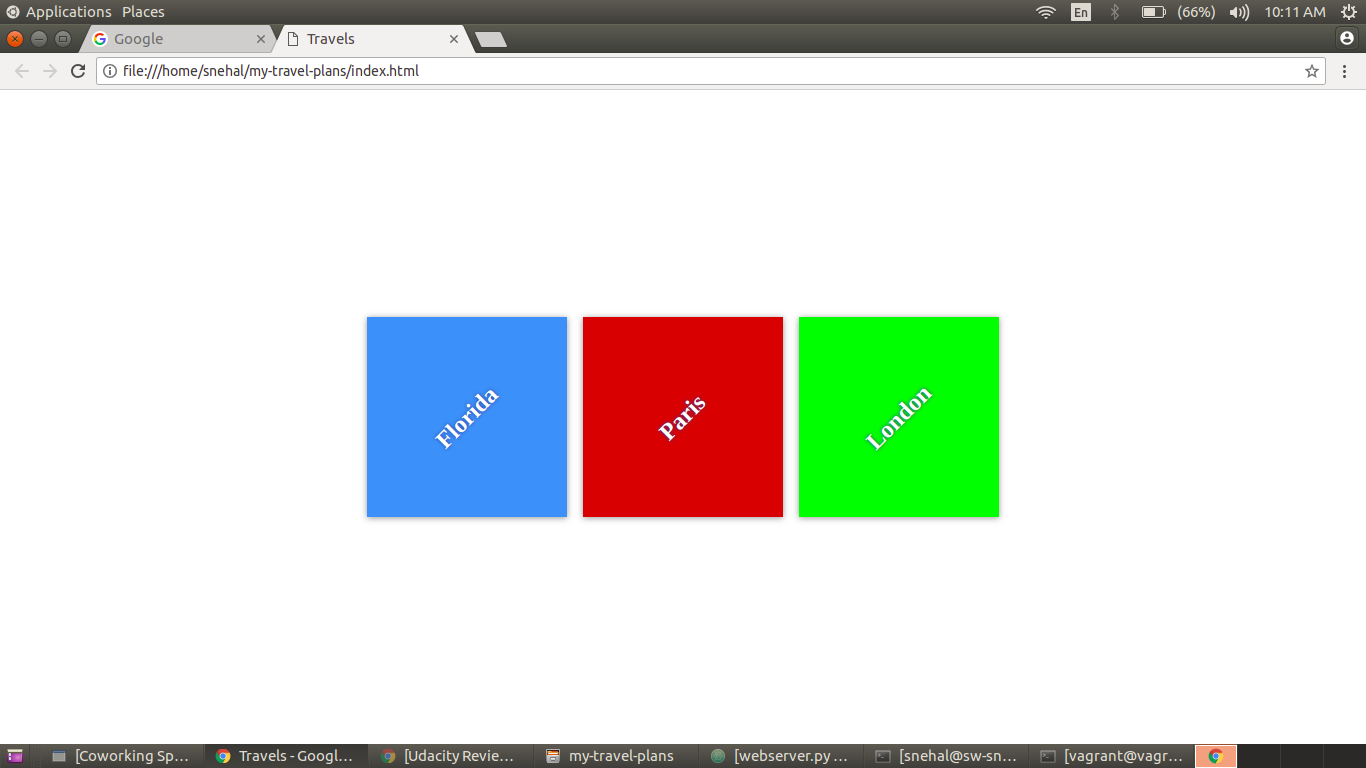 Applications Places En (66%) 10:11 AM
Google Travels
file:///home/snehal/my-travel-plans/index.html
Florida Paris London
[Coworking Sp... Travels - Googl... [Udacity Revie... my-travel-plans [webserver.py ... [snehal@sw-sn... [vagrant@vagr...